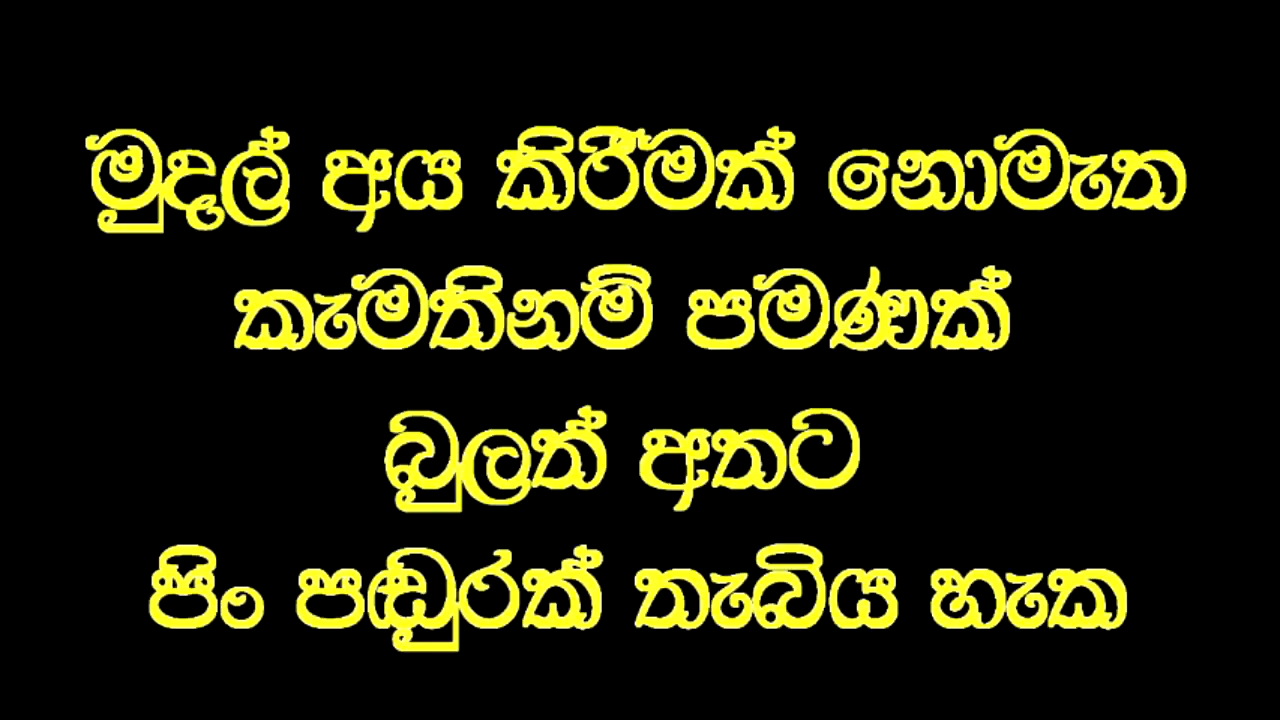 මුදල් අය කිරීමක් නොමැත
කැමතිනම් පමණක්
බුලත් අතට
පිං පඬුරක් තැබිය හැක